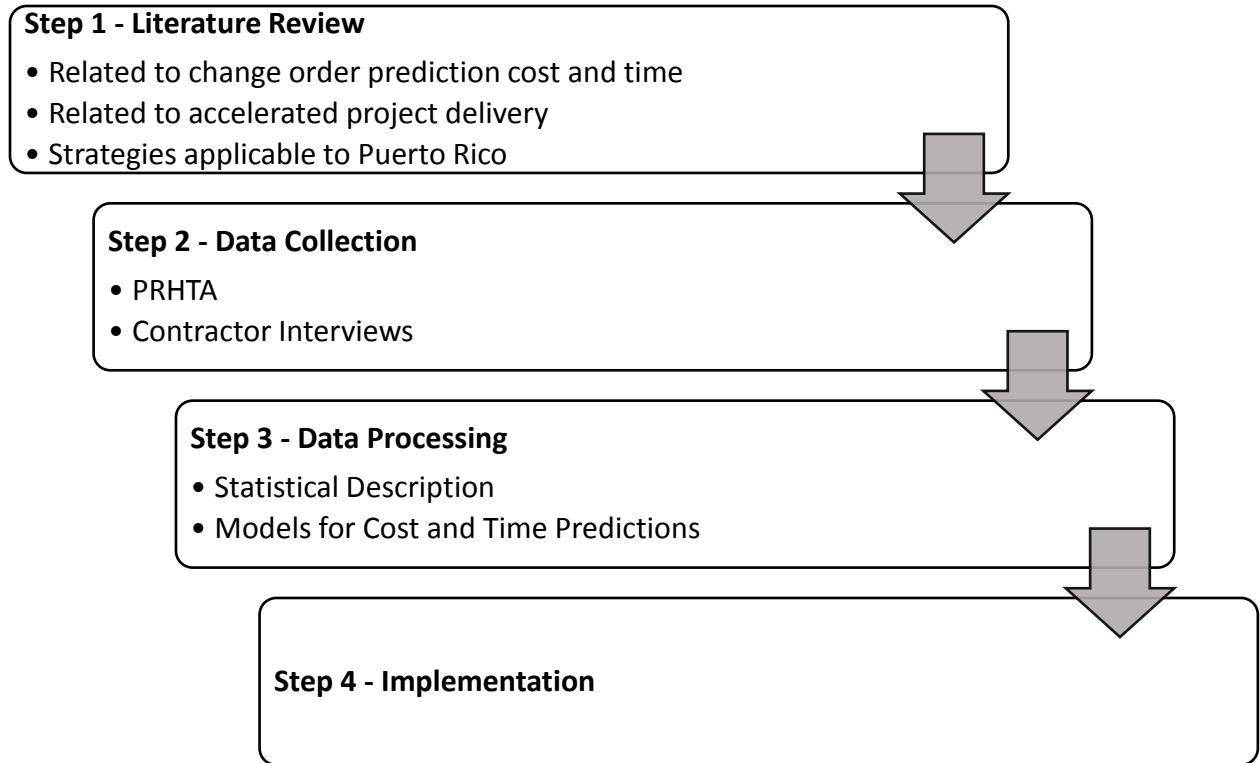 Step 1 - Literature Review
• Related to change order prediction cost and time
• Related to accelerated project delivery
• Strategies applicable to Puerto Rico
Step 2 - Data Collection
• PRHTA
• Contractor Interviews
Step 3 - Data Processing
• Statistical Description
• Models for Cost and Time Predictions
Step 4 - Implementation